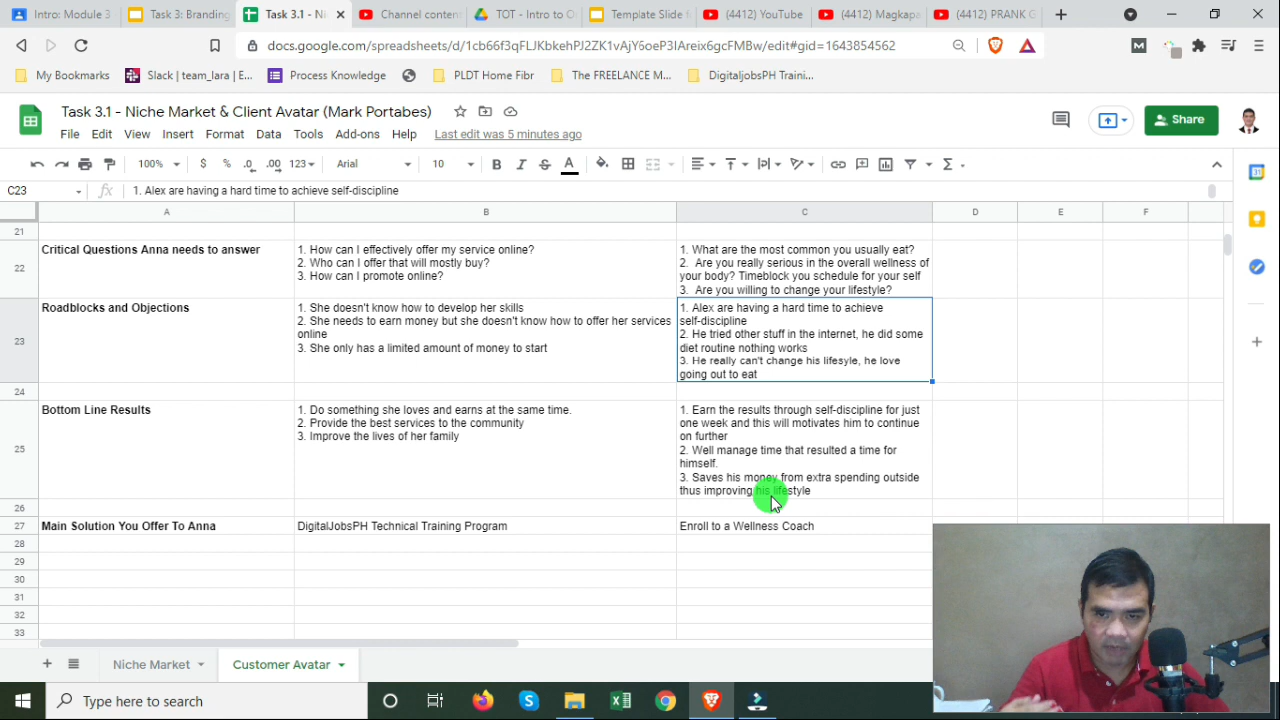 Intro: Module 3
Task 3: Branding
Task 3.1 - Ni
Channel conten
TOT - Intro to O
Template Slide f
(4412) YouTube
(4412) Magkapa
(4412) PRANK G
docs.google.com/spreadsheets/d/1cb66f3qFLJKbkehPJ2ZK1vAjY6oeP3IAreix6gcFMBw/edit#gid=1643854562
My Bookmarks
Slack | team_lara | E...
Process Knowledge
PLDT Home Fibr
The FREELANCE M...
DigitaljobsPH Traini...
Task 3.1 - Niche Market & Client Avatar (Mark Portabes)
File Edit View Insert Format Data Tools Add-ons Help Last edit was 5 minutes ago
Share
100% $ % .0 .00 123 Arial 10 B I S A
C23 fx 1. Alex are having a hard time to achieve self-discipline
A B C D E F
21
22
Critical Questions Anna needs to answer
1. How can I effectively offer my service online?
2. Who can I offer that will mostly buy?
3. How can I promote online?
1. What are the most common you usually eat?
2. Are you really serious in the overall wellness of
your body? Timeblock you schedule for your self
3. Are you willing to change your lifestyle?
23
Roadblocks and Objections
1. She doesn't know how to develop her skills
2. She needs to earn money but she doesn't know how to offer her services
online
3. She only has a limited amount of money to start
1. Alex are having a hard time to achieve
self-discipline
2. He tried other stuff in the internet, he did some
diet routine nothing works
3. He really can't change his lifesyle, he love
going out to eat
24
25
Bottom Line Results
1. Do something she loves and earns at the same time.
2. Provide the best services to the community
3. Improve the lives of her family
1. Earn the results through self-discipline for just
one week and this will motivates him to continue
on further
2. Well manage time that resulted a time for
himself.
3. Saves his money from extra spending outside
thus improving his lifestyle
26
27
Main Solution You Offer To Anna
DigitalJobsPH Technical Training Program
Enroll to a Wellness Coach
28
29
30
31
32
33
Niche Market
Customer Avatar
Type here to search